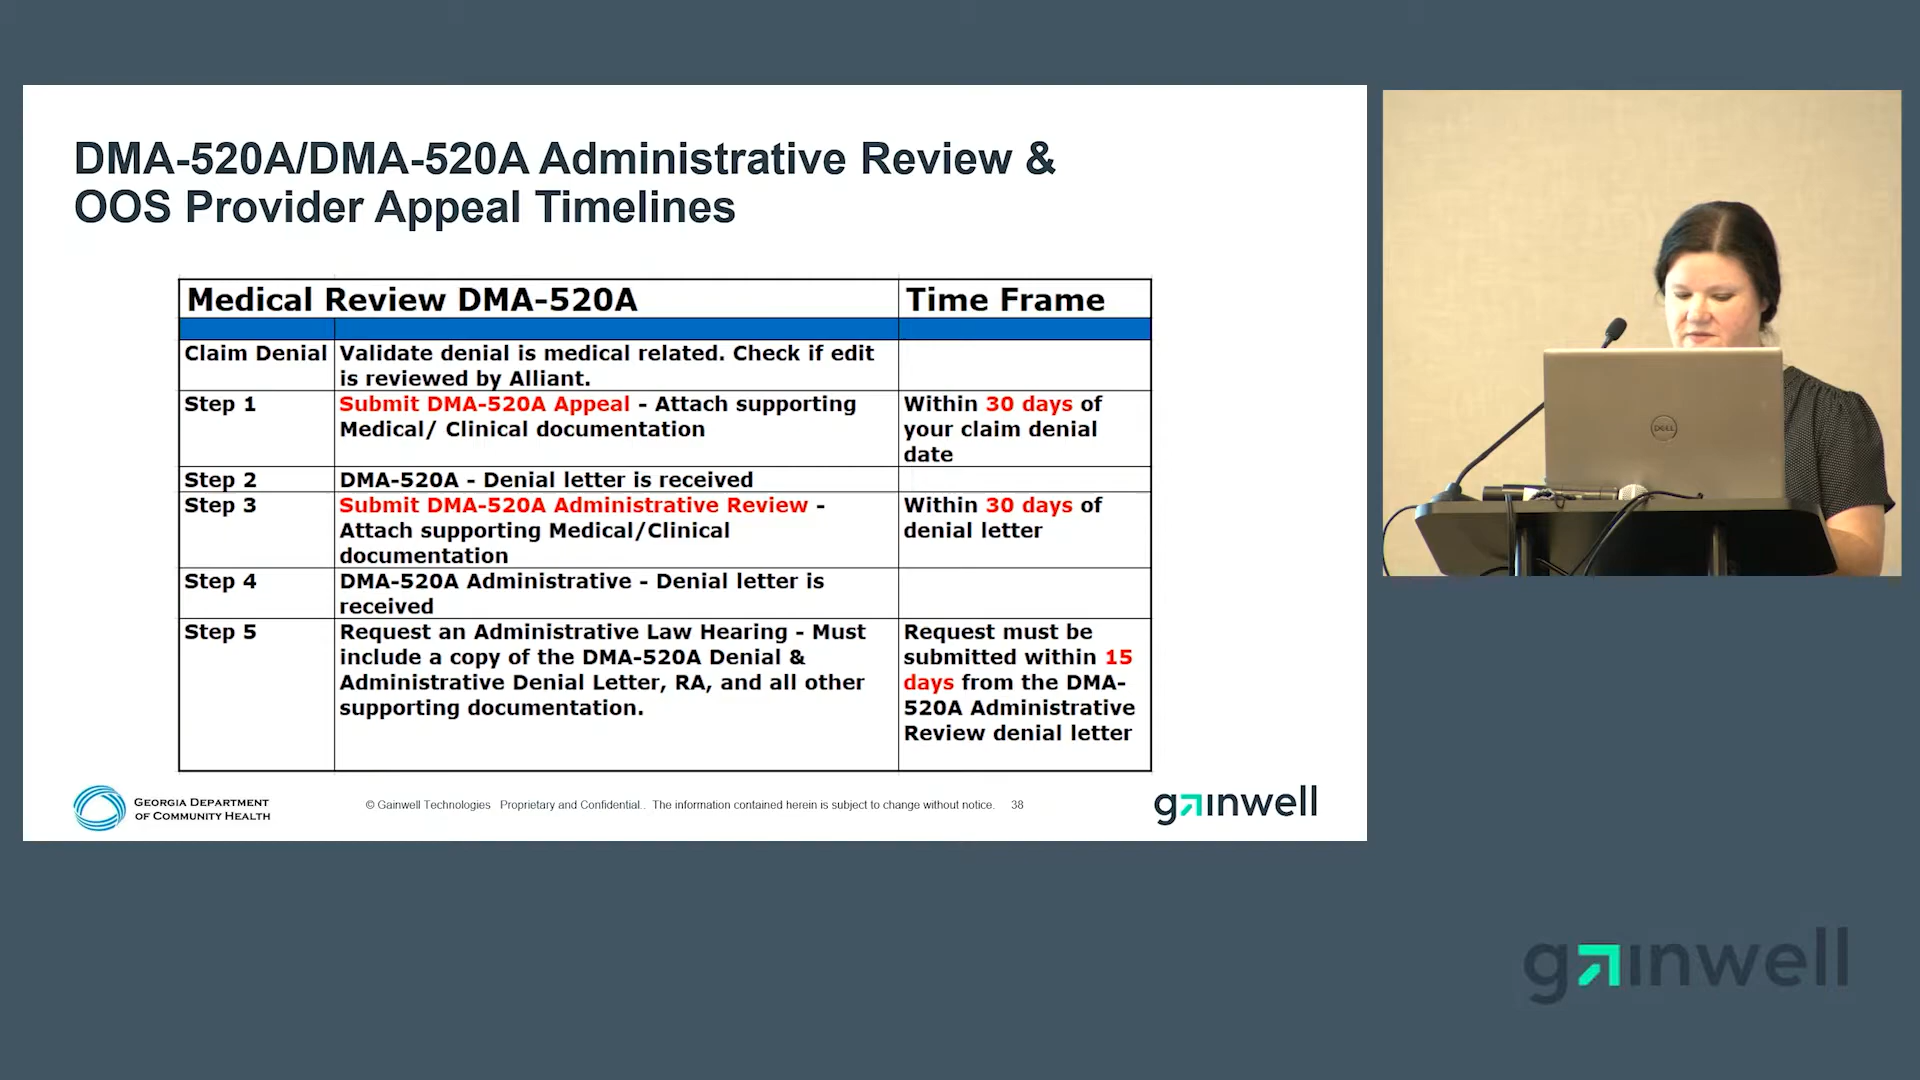 DMA-520A/DMA-520A Administrative Review &
OOS Provider Appeal Timelines
Medical Review DMA-520A
Time Frame
Claim Denial
Validate denial is medical related. Check if edit
is reviewed by Alliant.
Step 1
Submit DMA-520A Appeal - Attach supporting
Medical/ Clinical documentation
Within 30 days of
your claim denial
date
Step 2
DMA-520A - Denial letter is received
Step 3
Submit DMA-520A Administrative Review -
Attach supporting Medical/Clinical
documentation
Within 30 days of
denial letter
Step 4
DMA-520A Administrative - Denial letter is
received
Step 5
Request an Administrative Law Hearing - Must
include a copy of the DMA-520A Denial &
Administrative Denial Letter, RA, and all other
supporting documentation.
Request must be
submitted within 15
days from the DMA-
520A Administrative
Review denial letter
GEORGIA DEPARTMENT
OF COMMUNITY HEALTH
© Gainwell Technologies Proprietary and Confidential.. The information contained herein is subject to change without notice. 38
gainwell
DELL
gainwell